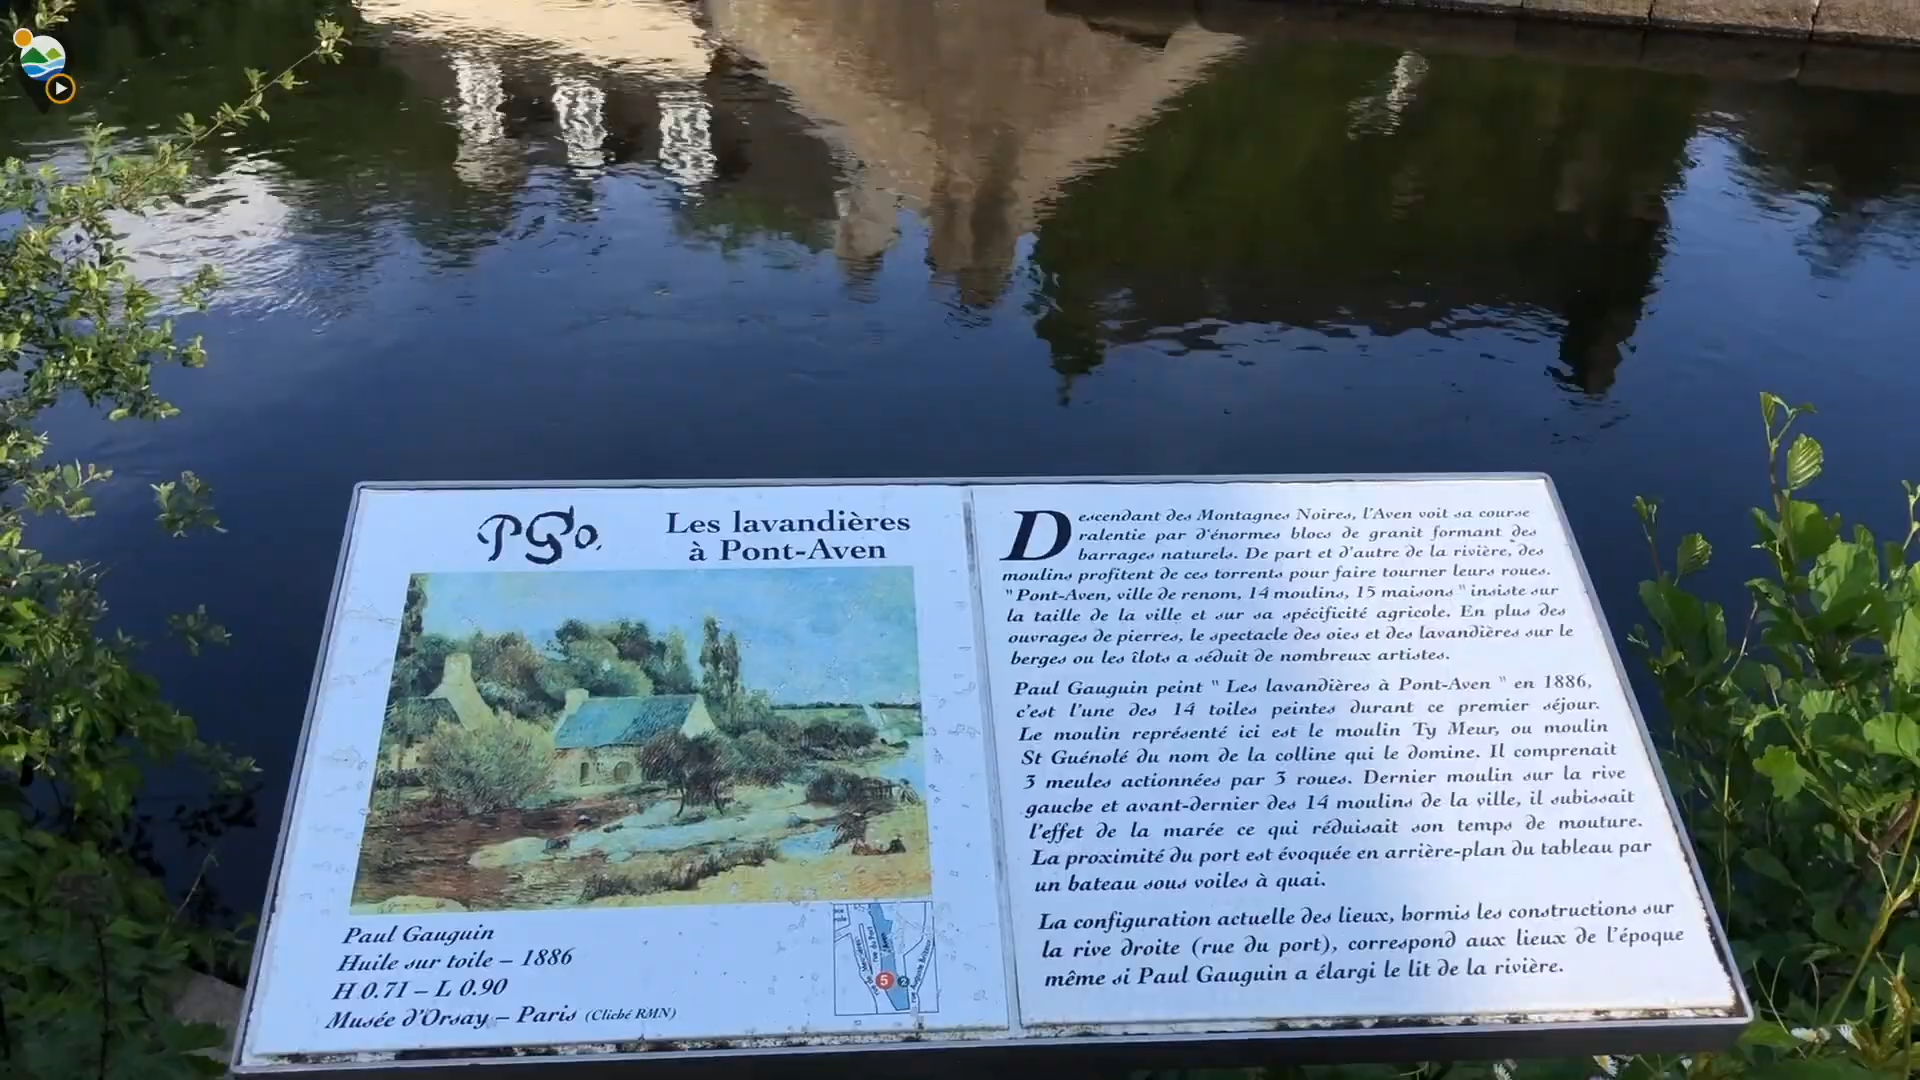 PGo.
Les lavandières
à Pont-Aven
Paul Gauguin
Huile sur toile – 1886
H 0.71 – L 0.90
Musée d'Orsay – Paris (Cliché RMN)
rue du Port
l'Aven
5
2
Descendant des Montagnes Noires, l'Aven voit sa course
ralentie par d'énormes blocs de granit formant des
barrages naturels. De part et d'autre de la rivière, des
moulins profitent de ces torrents pour faire tourner leurs roues.
"Pont-Aven, ville de renom, 14 moulins, 15 maisons" insiste sur
la taille de la ville et sur sa spécificité agricole. En plus des
ouvrages de pierres, le spectacle des oies et des lavandières sur le
berges ou les îlots a séduit de nombreux artistes.
Paul Gauguin peint " Les lavandières à Pont-Aven " en 1886,
c'est l'une des 14 toiles peintes durant ce premier séjour.
Le moulin représenté ici est le moulin Ty Meur, ou moulin
St Guénolé du nom de la colline qui le domine. Il comprenait
3 meules actionnées par 3 roues. Dernier moulin sur la rive
gauche et avant-dernier des 14 moulins de la ville, il subissait
l'effet de la marée ce qui réduisait son temps de mouture.
La proximité du port est évoquée en arrière-plan du tableau par
un bateau sous voiles à quai.
La configuration actuelle des lieux, hormis les constructions sur
la rive droite (rue du port), correspond aux lieux de l'époque
même si Paul Gauguin a élargi le lit de la rivière.